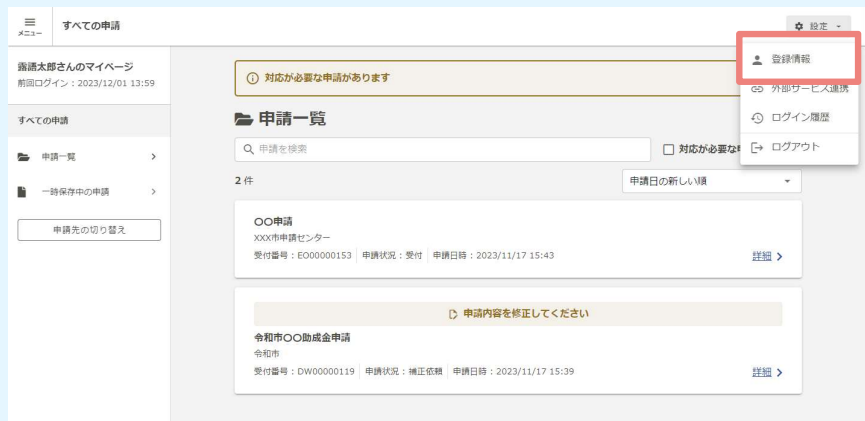 メニュー
すべての申請
設定
登録情報
外部サービス連携
ログイン履歴
ログアウト
露語太郎さんのマイページ
前回ログイン：2023/12/01 13:59
すべての申請
申請一覧
一時保存中の申請
申請先の切り替え
対応が必要な申請があります
申請一覧
申請を検索
対応が必要な
2 件
申請日の新しい順
〇〇申請
XXX市申請センター
受付番号：EO00000153 申請状況：受付 申請日時：2023/11/17 15:43
詳細
申請内容を修正してください
令和市〇〇助成金申請
令和市
受付番号：DW00000119 申請状況：補正依頼 申請日時：2023/11/17 15:39
詳細